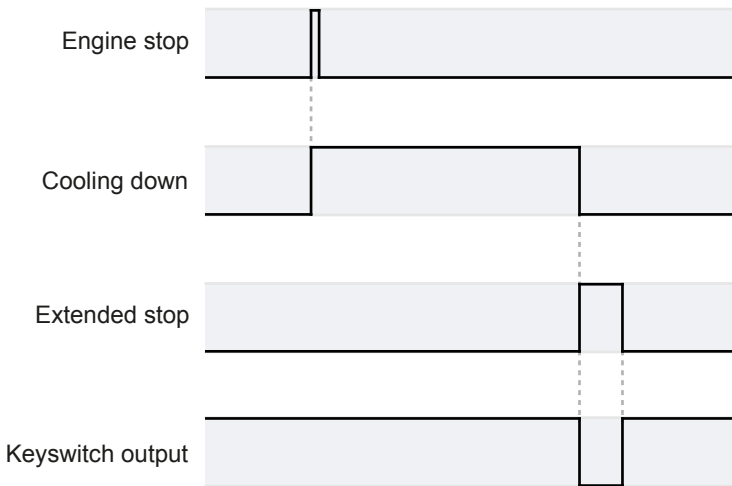 Engine stop
Cooling down
Extended stop
Keyswitch output